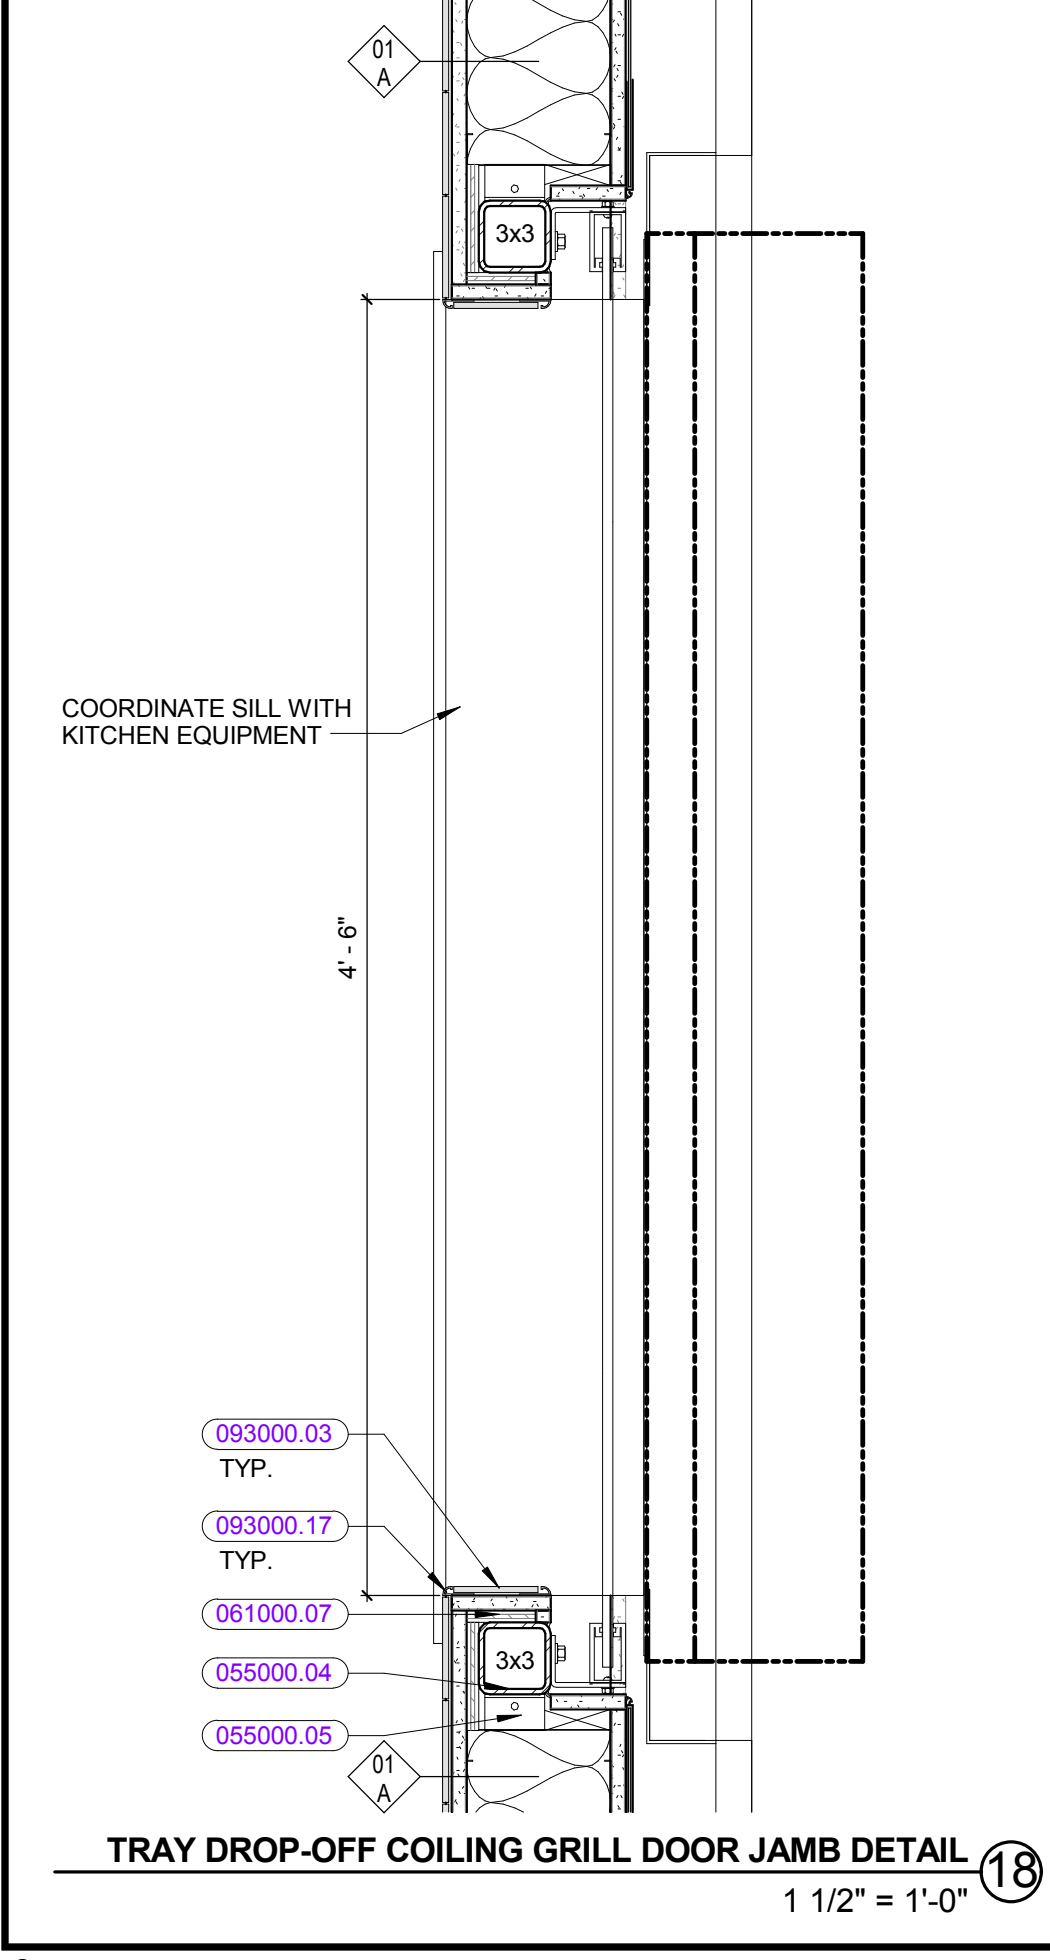 01
A
3x3
COORDINATE SILL WITH
KITCHEN EQUIPMENT
4' - 6"
093000.03
TYP.
093000.17
TYP.
061000.07
055000.04
3x3
055000.05
01
A
TRAY DROP-OFF COILING GRILL DOOR JAMB DETAIL
18
1 1/2" = 1'-0"